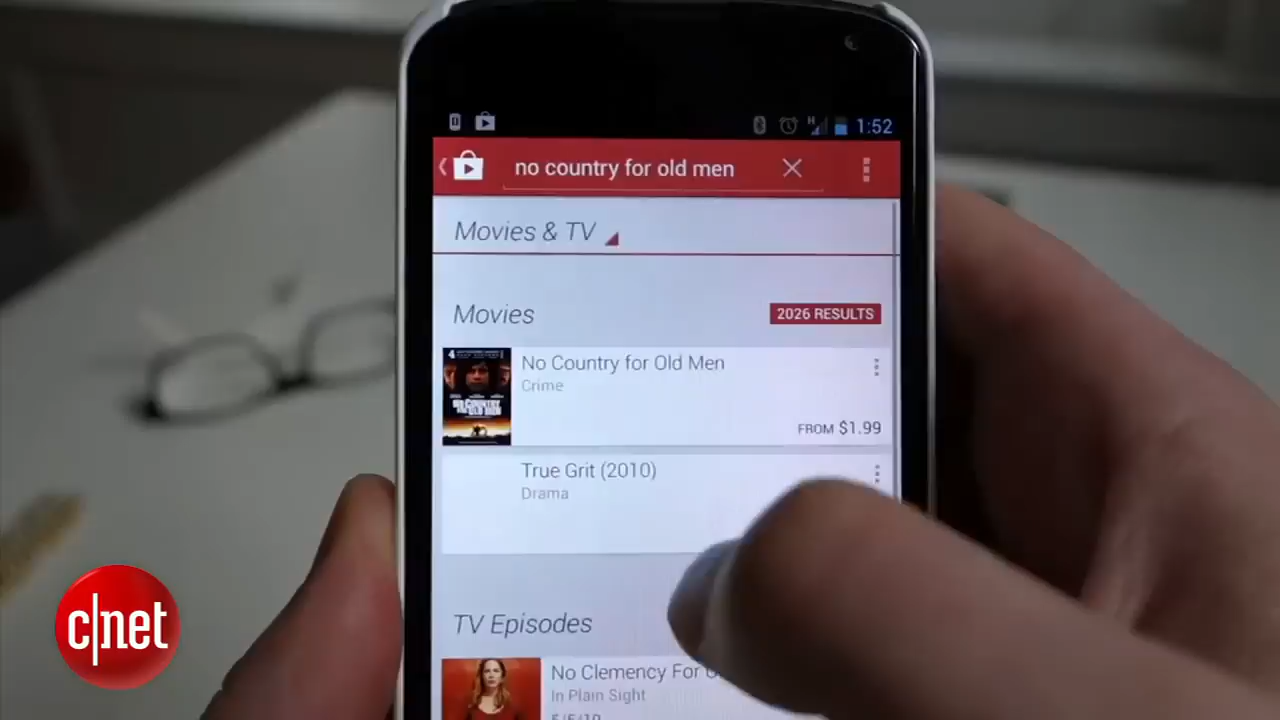 H
1:52
no country for old men
Movies & TV
Movies
2026 RESULTS
No Country for Old Men
Crime
FROM $1.99
True Grit (2010)
Drama
TV Episodes
No Clemency For
In Plain Sight
c|net